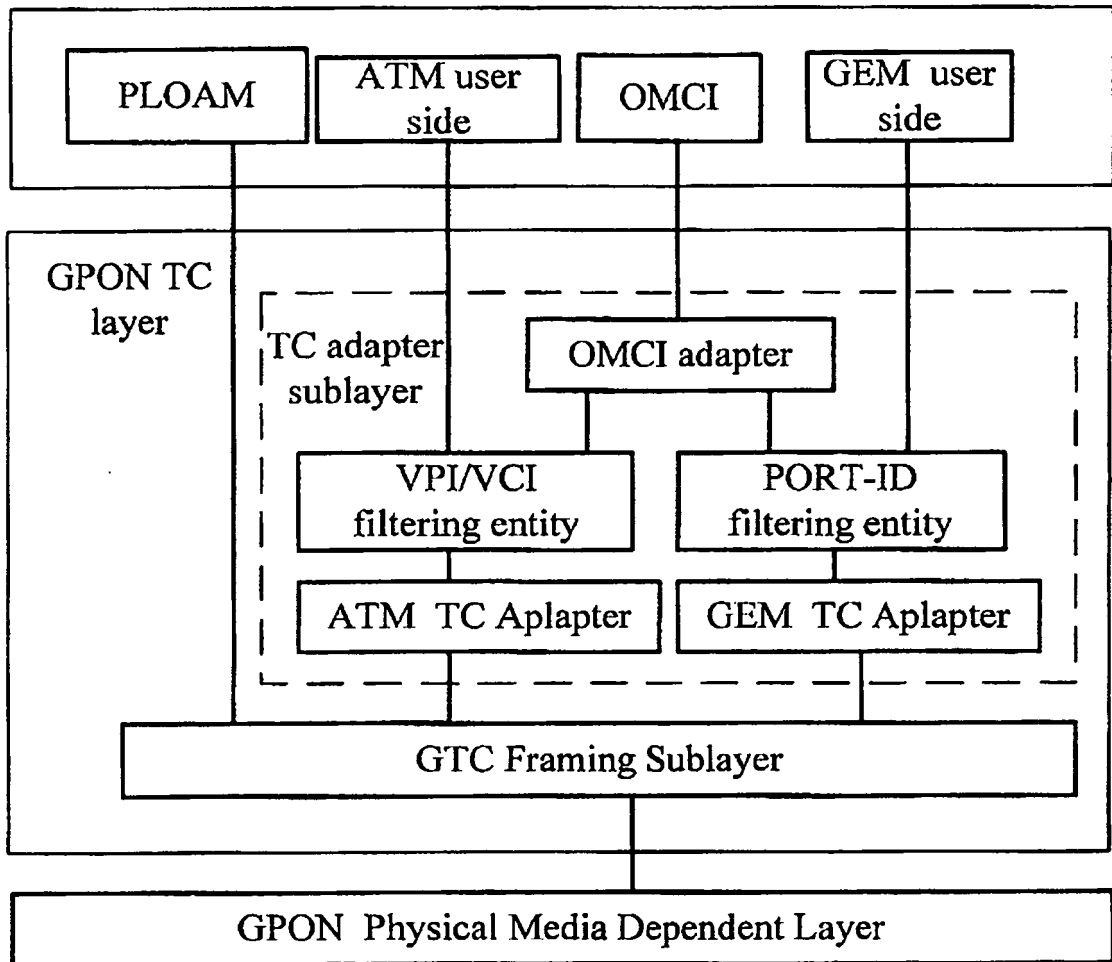 PLOAM
ATM user
side
OMCI
GEM user
side
GPON TC
layer
TC adapter
sublayer
OMCI adapter
VPI/VCI
filtering entity
PORT-ID
filtering entity
ATM TC Aplapter
GEM TC Aplapter
GTC Framing Sublayer
GPON Physical Media Dependent Layer